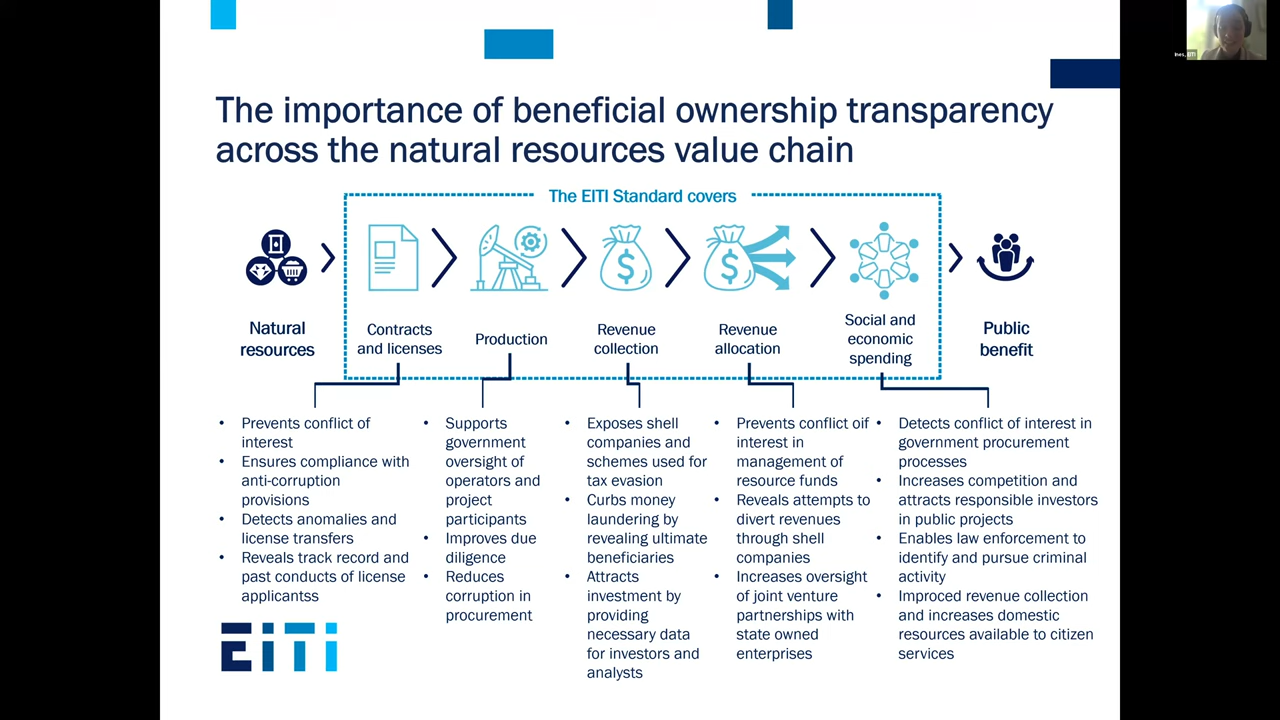 Ines, EITI
The importance of beneficial ownership transparency
across the natural resources value chain
The EITI Standard covers
Natural
resources
Contracts
and licenses
Production
Revenue
collection
Revenue
allocation
Social and
economic
spending
Public
benefit
• Prevents conflict of
interest
• Ensures compliance with
anti-corruption
provisions
• Detects anomalies and
license transfers
• Reveals track record and
past conducts of license
applicantss
• Supports
government
oversight of
operators and
project
participants
• Improves due
diligence
• Reduces
corruption in
procurement
• Exposes shell
companies and
schemes used for
tax evasion
• Curbs money
laundering by
revealing ultimate
beneficiaries
• Attracts
investment by
providing
necessary data
for investors and
analysts
• Prevents conflict oif
interest in
management of
resource funds
• Reveals attempts to
divert revenues
through shell
companies
• Increases oversight
of joint venture
partnerships with
state owned
enterprises
• Detects conflict of interest in
government procurement
processes
• Increases competition and
attracts responsible investors
in public projects
• Enables law enforcement to
identify and pursue criminal
activity
• Improced revenue collection
and increases domestic
resources available to citizen
services
EITI